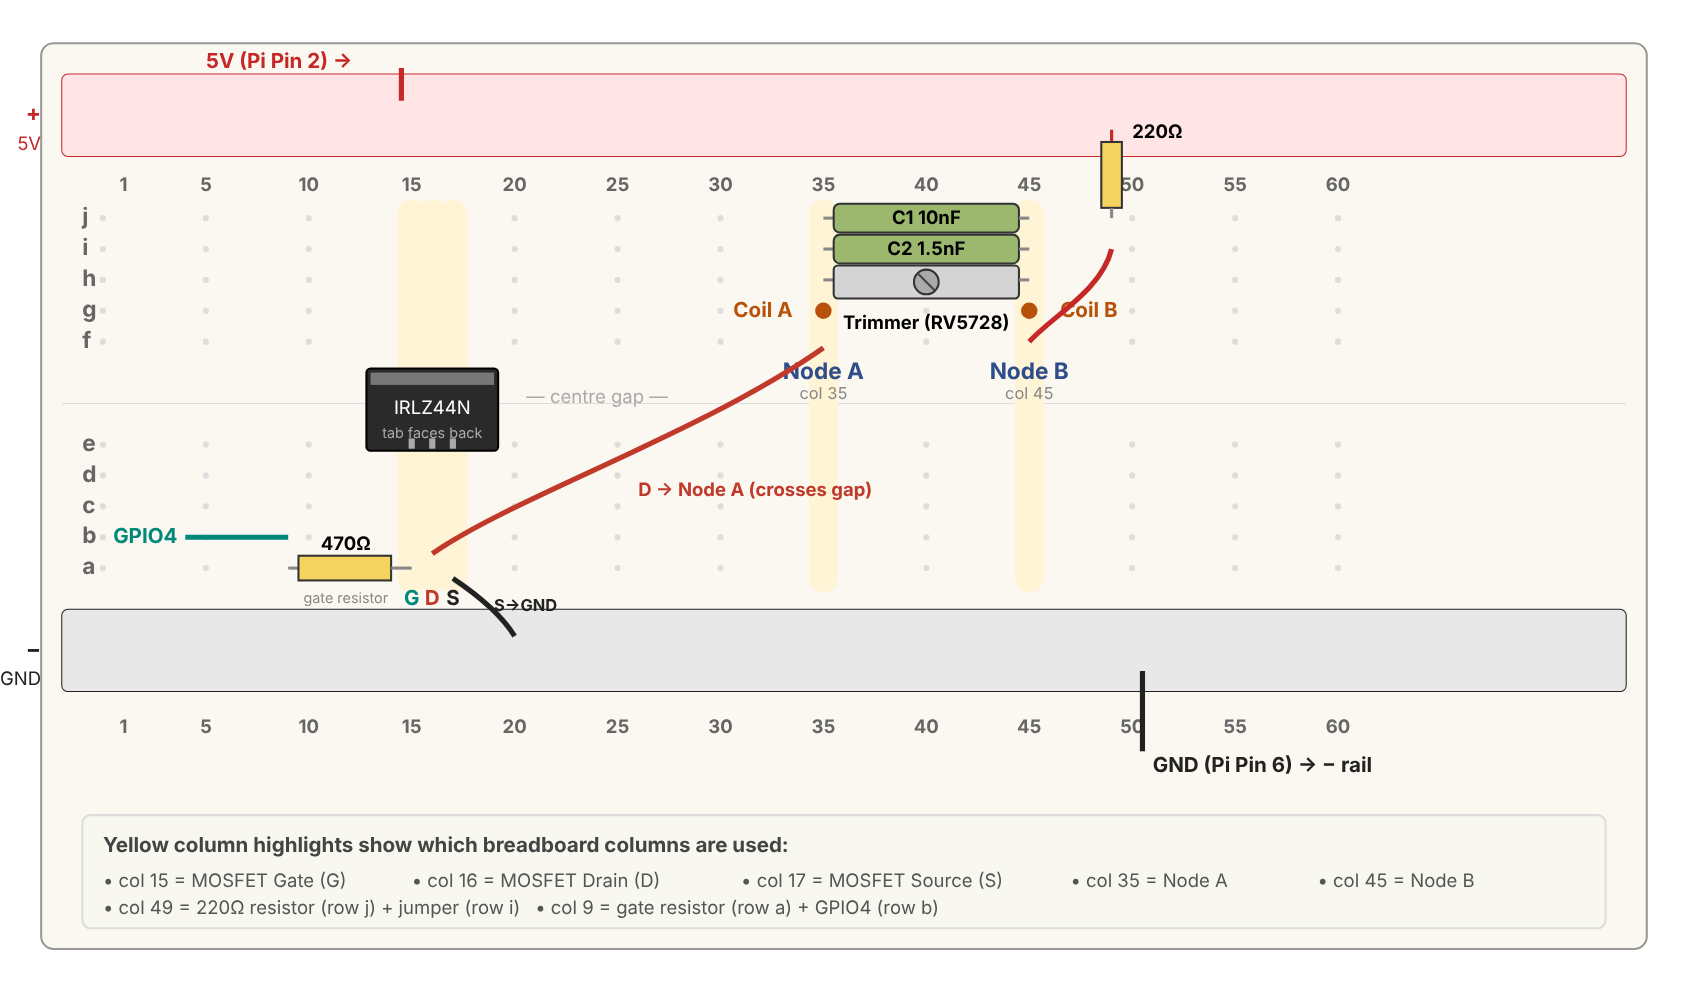 5V (Pi Pin 2) →
+
5V
220Ω
1 5 10 15 20 25 30 35 40 45 50 55 60
j
C1 10nF
i
C2 1.5nF
h
g
Coil A
Coil B
Trimmer (RV5728)
f
Node A
Node B
col 35
col 45
— centre gap —
IRLZ44N
tab faces back
e
d
D → Node A (crosses gap)
c
b
GPIO4
470Ω
a
gate resistor
G D S
S→GND
–
GND
1 5 10 15 20 25 30 35 40 45 50 55 60
GND (Pi Pin 6) → − rail
Yellow column highlights show which breadboard columns are used:
• col 15 = MOSFET Gate (G) • col 16 = MOSFET Drain (D) • col 17 = MOSFET Source (S) • col 35 = Node A • col 45 = Node B
• col 49 = 220Ω resistor (row j) + jumper (row i) • col 9 = gate resistor (row a) + GPIO4 (row b)